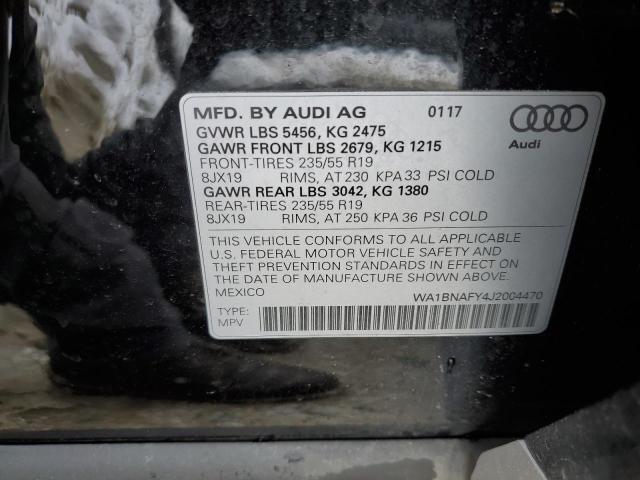 MFD. BY AUDI AG 0117
GVWR LBS 5456, KG 2475
GAWR FRONT LBS 2679, KG 1215
FRONT-TIRES 235/55 R19
8JX19 RIMS, AT 230 KPA 33 PSI COLD
GAWR REAR LBS 3042, KG 1380
REAR-TIRES 235/55 R19
8JX19 RIMS, AT 250 KPA 36 PSI COLD
Audi
THIS VEHICLE CONFORMS TO ALL APPLICABLE
U.S. FEDERAL MOTOR VEHICLE SAFETY AND
THEFT PREVENTION STANDARDS IN EFFECT ON
THE DATE OF MANUFACTURE SHOWN ABOVE.
MEXICO WA1BNAFY4J2004470
TYPE:
MPV